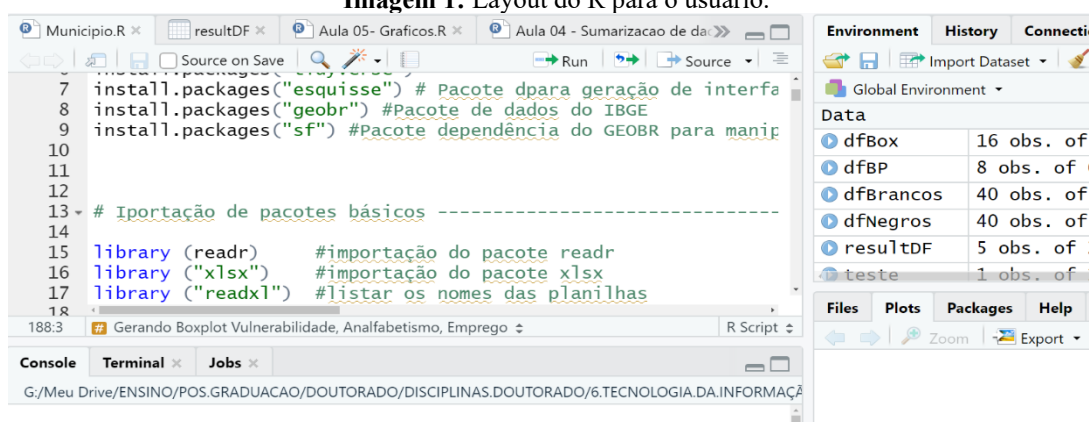 Imagem 1. Layout do R para o usuário.
Municipio.R × resultDF × Aula 05- Graficos.R × Aula 04 - Sumarizacao de da
Source on Save Run Source
7 install.packages("esquisse") # Pacote dpara geração de interfa
8 install.packages("geobr") #Pacote de dados do IBGE
9 install.packages("sf") #Pacote dependência do GEOBR para manip
10
11
12
13 # Iportação de pacotes básicos ----------------------------------
14
15 library (readr) #importação do pacote readr
16 library ("xlsx") #importação do pacote xlsx
17 library ("readxl") #listar os nomes das planilhas
18
188:3 # Gerando Boxplot Vulnerabilidade, Analfabetismo, Emprego R Script
Console Terminal × Jobs ×
G:/Meu Drive/ENSINO/POS.GRADUACAO/DOUTORADO/DISCIPLINAS.DOUTORADO/6.TECNOLOGIA.DA.INFORMAÇÃ
Environment History Connecti
Import Dataset
Global Environment
Data
dfBox 16 obs. of
dfBP 8 obs. of
dfBrancos 40 obs. of
dfNegros 40 obs. of
resultDF 5 obs. of
teste 1 obs. of
Files Plots Packages Help
Zoom Export